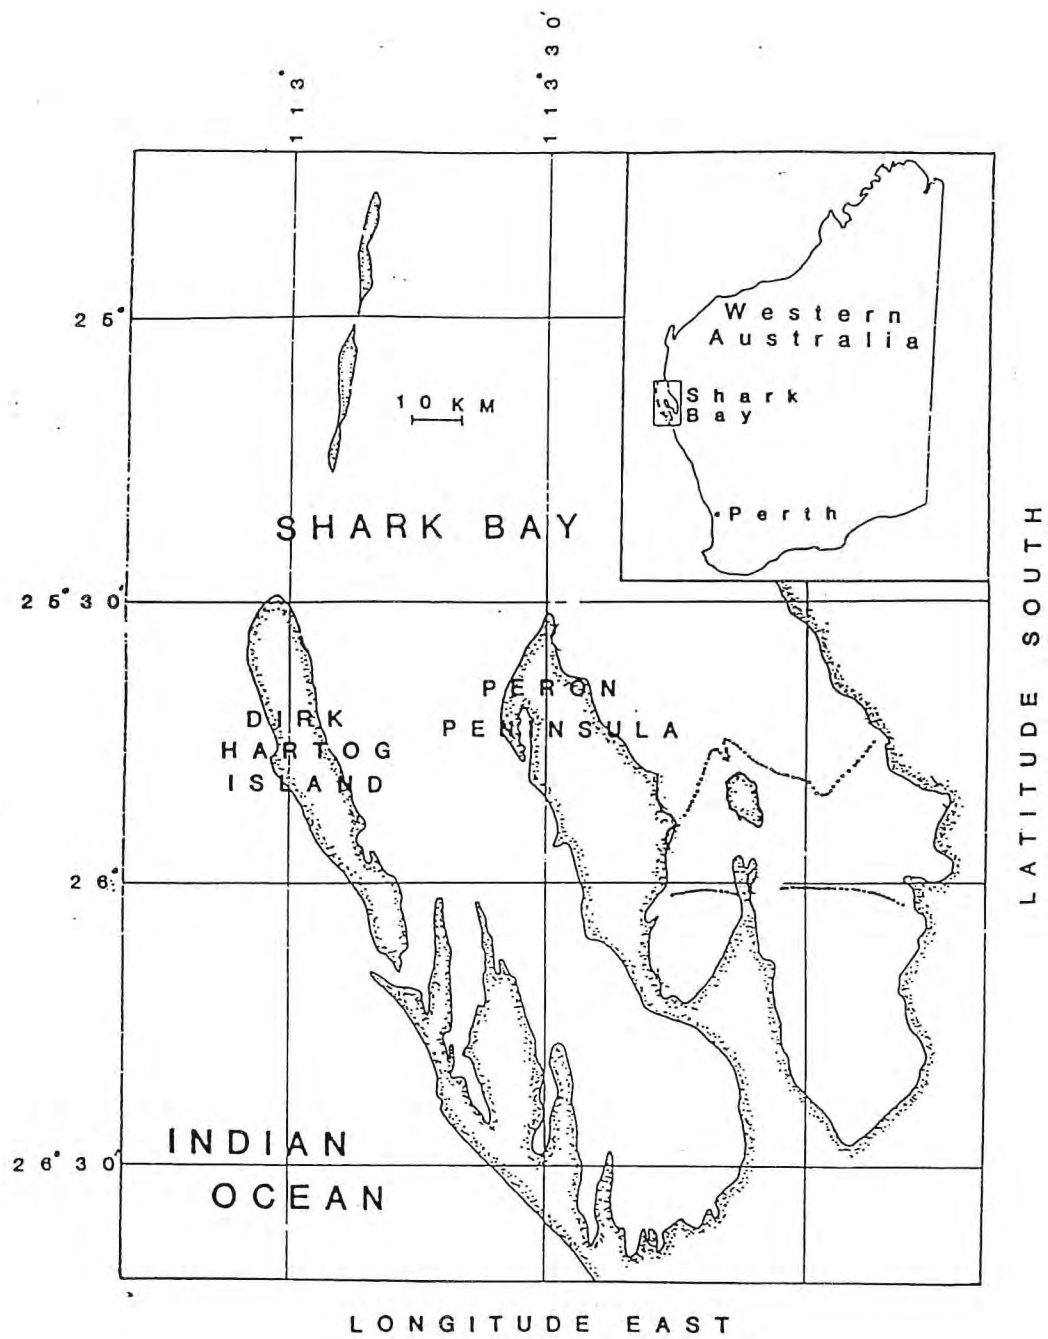 113°
113°30'
Western
Australia
25°
Shark
Bay
10 KM
Perth
SHARK BAY
25°30'
LATITUDE SOUTH
PERON
PENINSULA
DIRK
HARTOG
ISLAND
26°
INDIAN
OCEAN
26°30'
LONGITUDE EAST